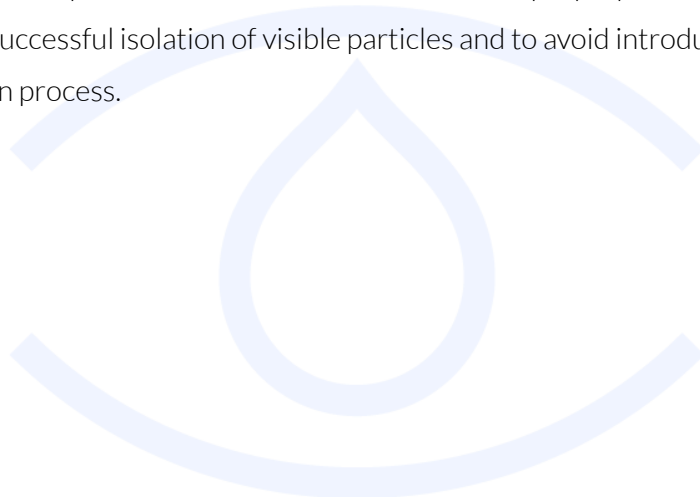 uccessful isolation of visible particles and to avoid introdu
n process.